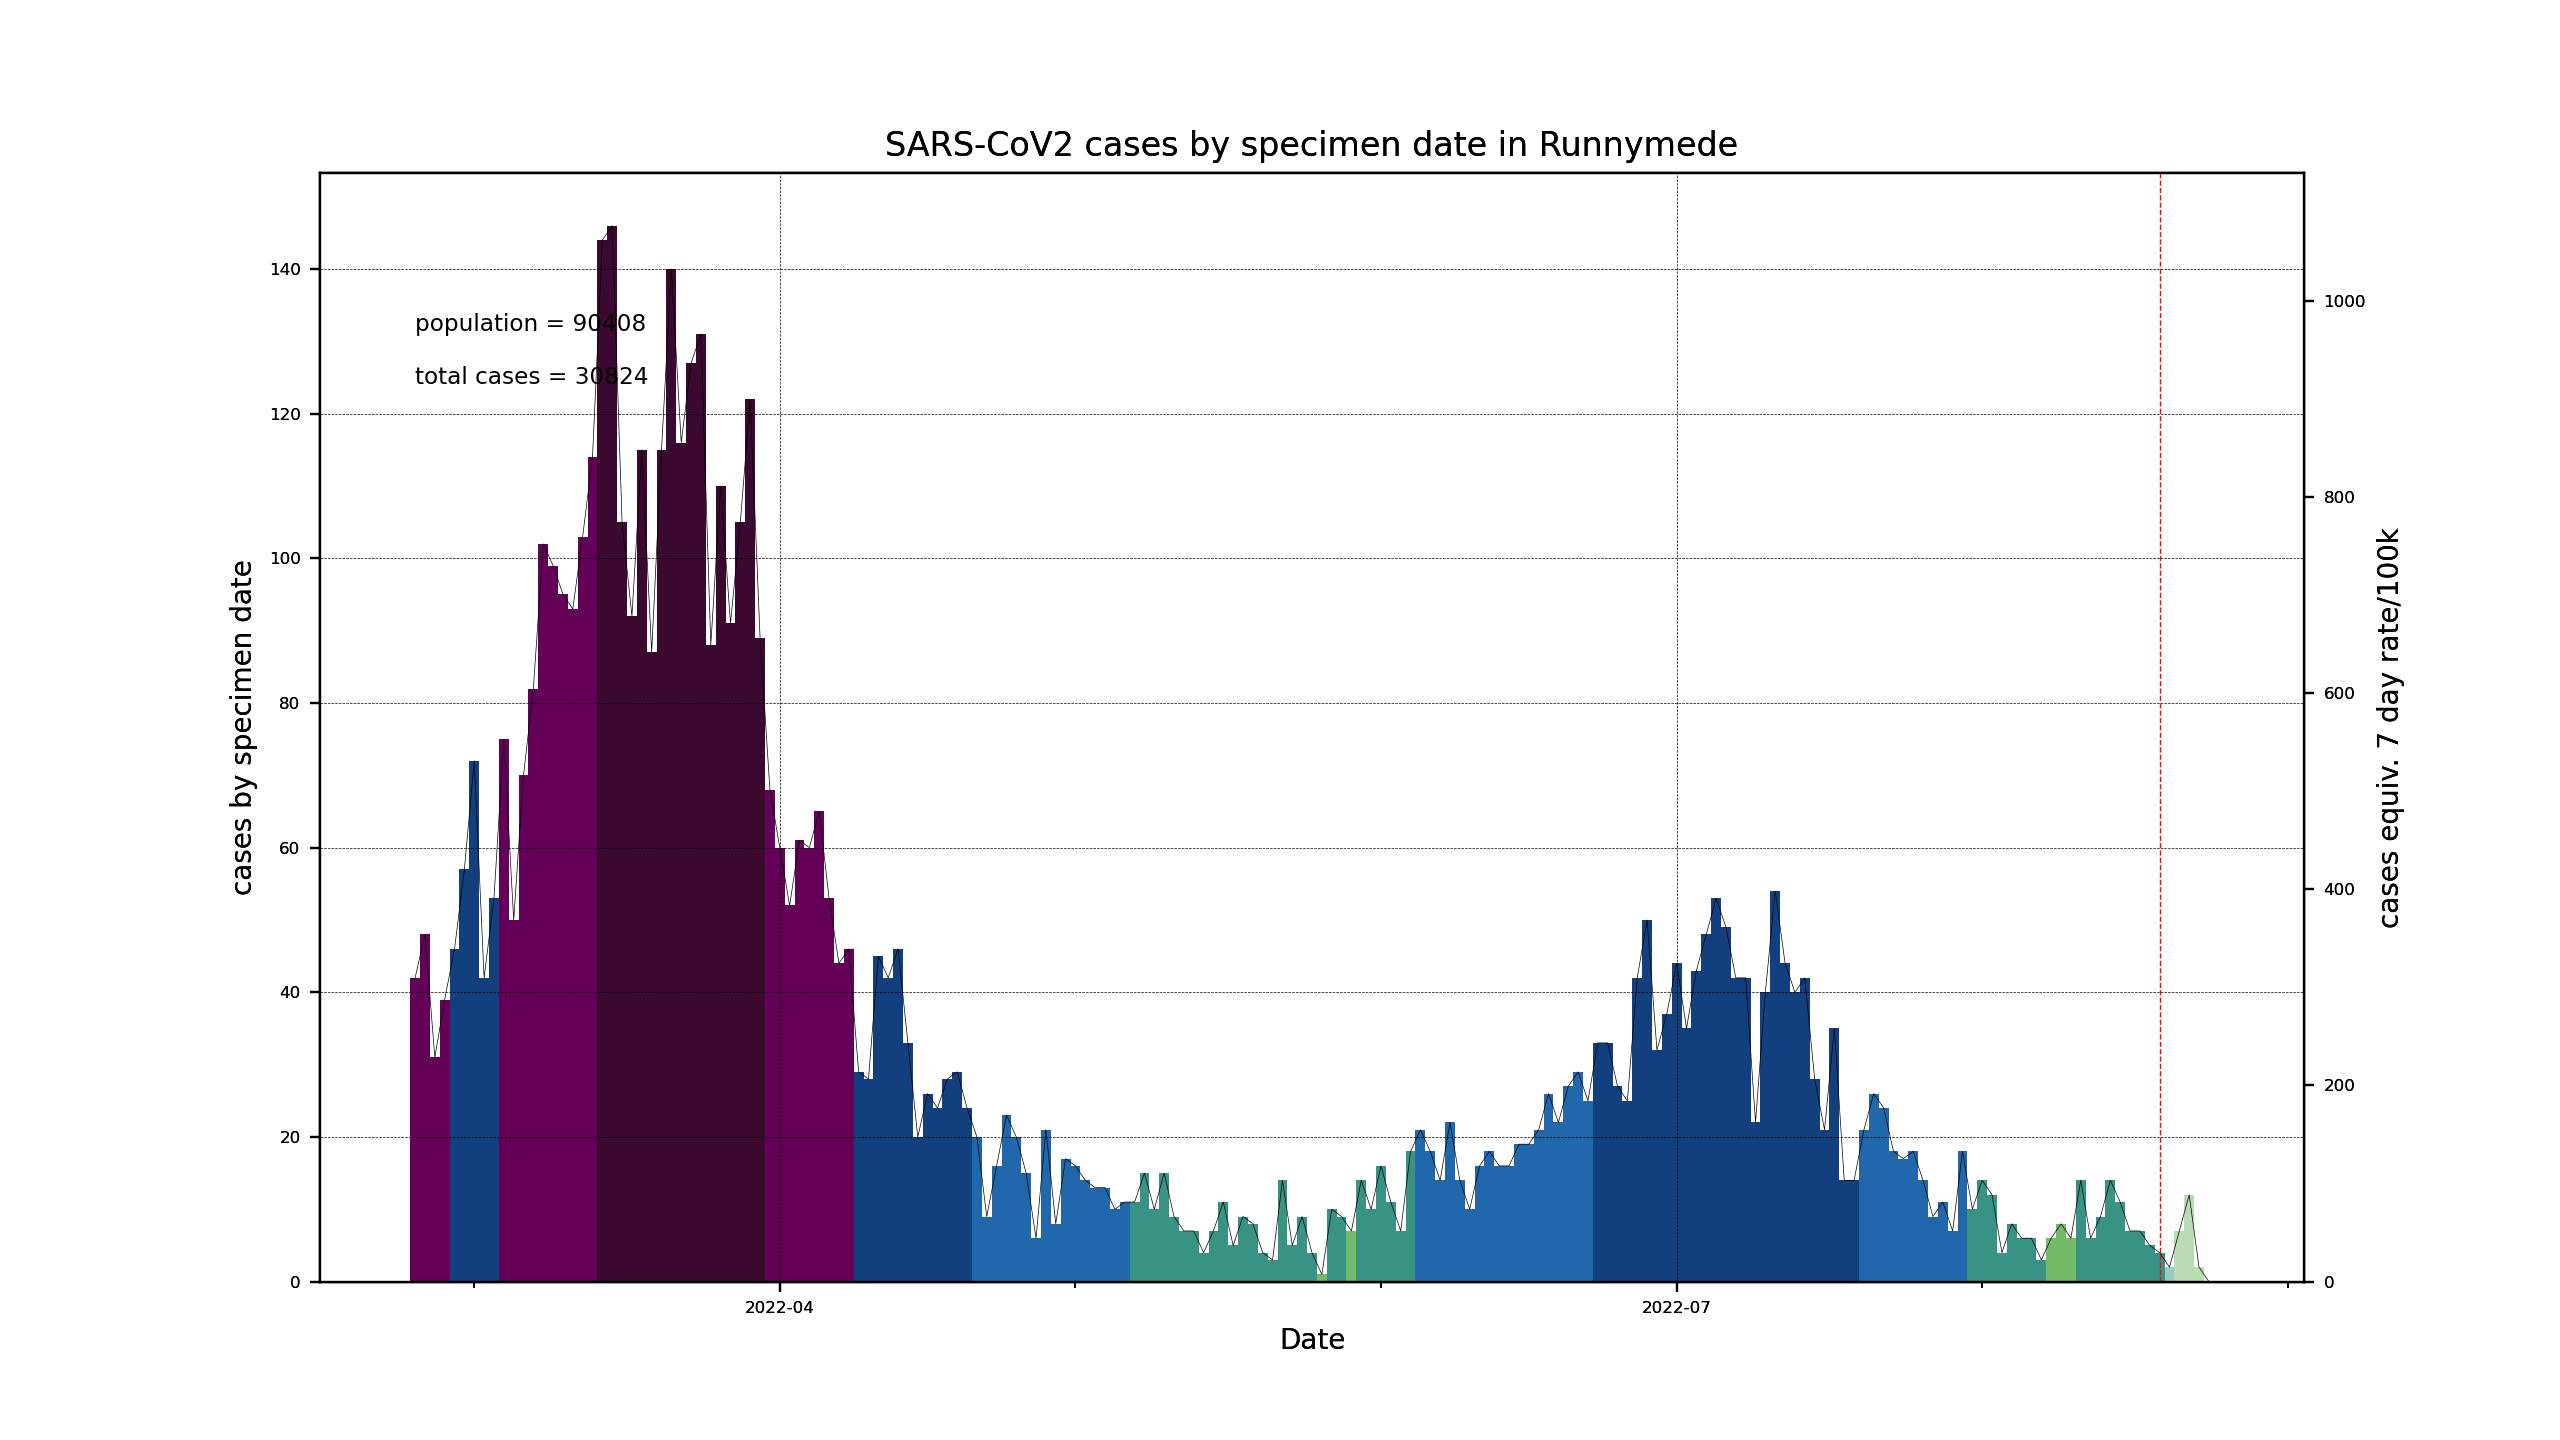 SARS-CoV2 cases by specimen date in Runnymede
population = 90408
total cases = 30824
cases by specimen date
140
120
100
80
60
40
20
0
1000
800
600
400
200
0
cases equiv. 7 day rate/100k
2022-04
2022-07
Date